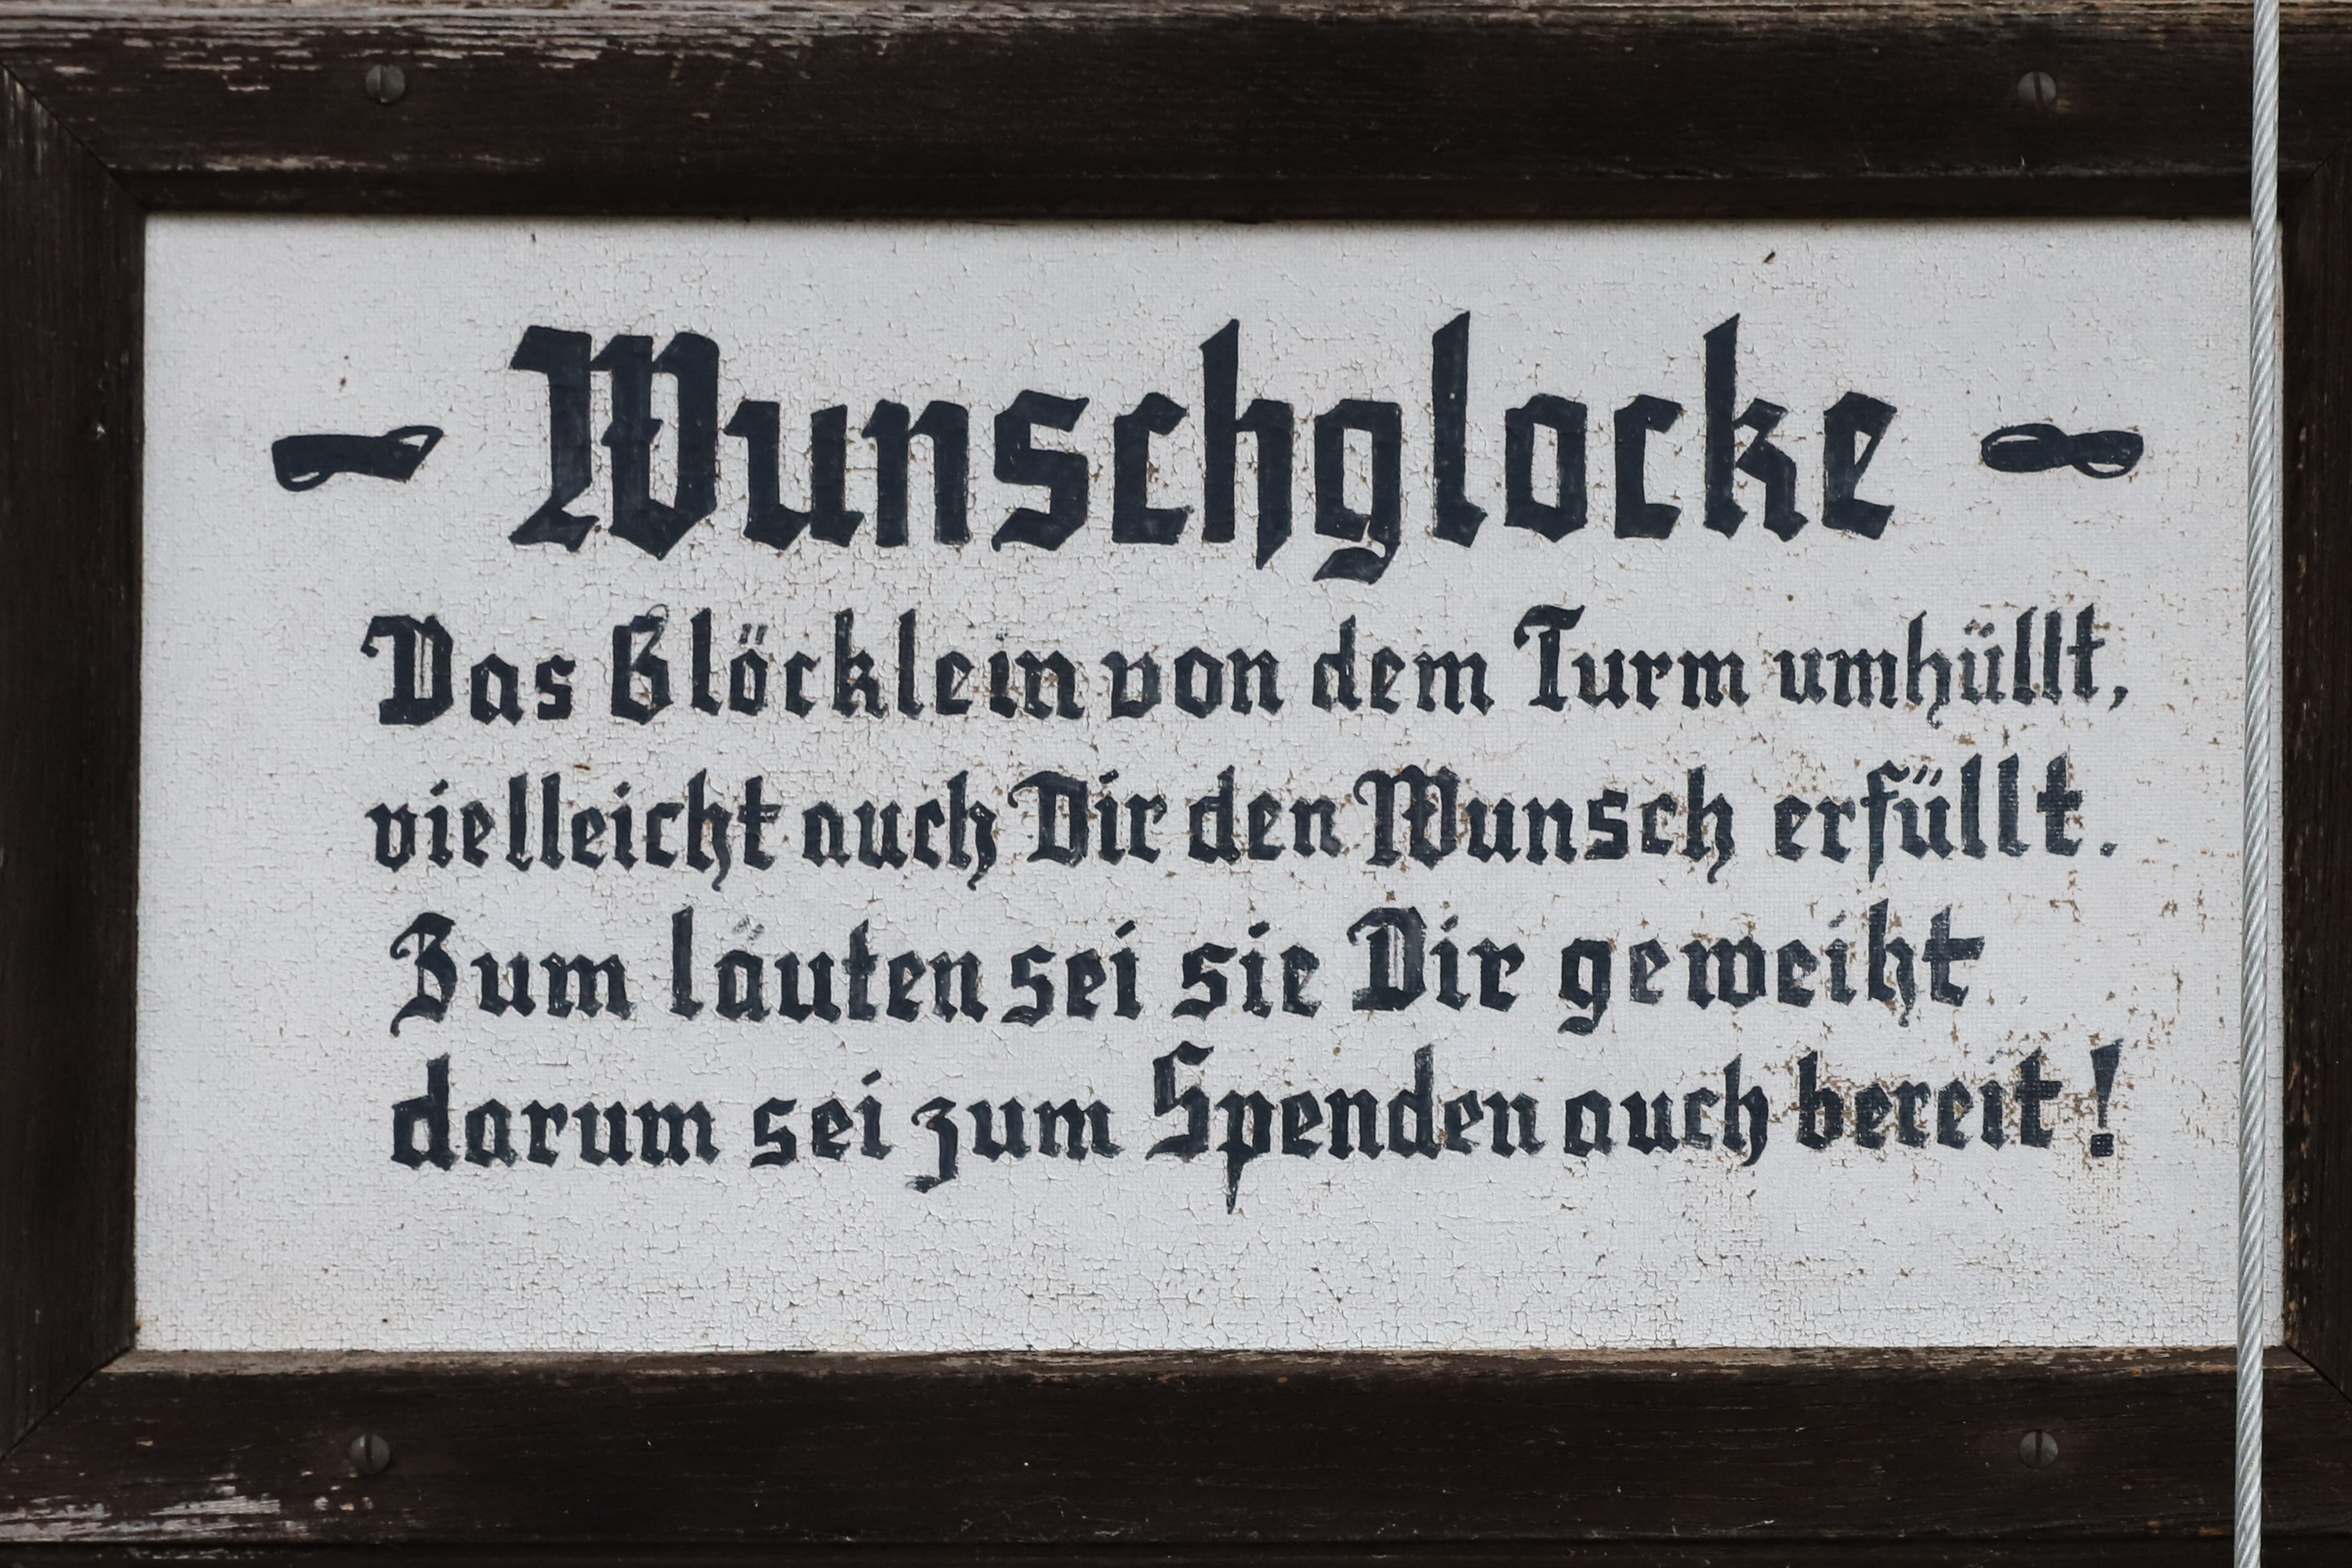 - Wunschglocke -
Das Glöcklein von dem Turm umhüllt,
vielleicht auch Dir den Wunsch erfüllt.
Zum läuten sei sie Dir geweiht
darum sei zum Spenden auch bereit!